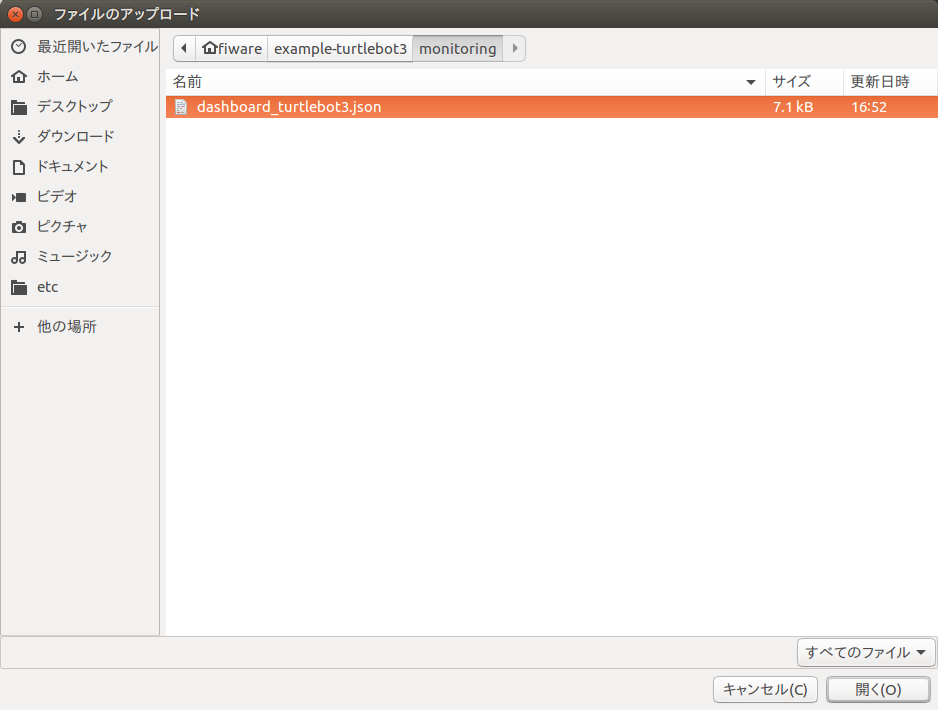 ファイルのアップロード
最近開いたファイル
ホーム
デスクトップ
ダウンロード
ドキュメント
ビデオ
ピクチャ
ミュージック
etc
他の場所
fiware example-turtlebot3 monitoring
名前 サイズ 更新日時
dashboard_turtlebot3.json 7.1 kB 16:52
すべてのファイル
キャンセル(C) 開く(O)